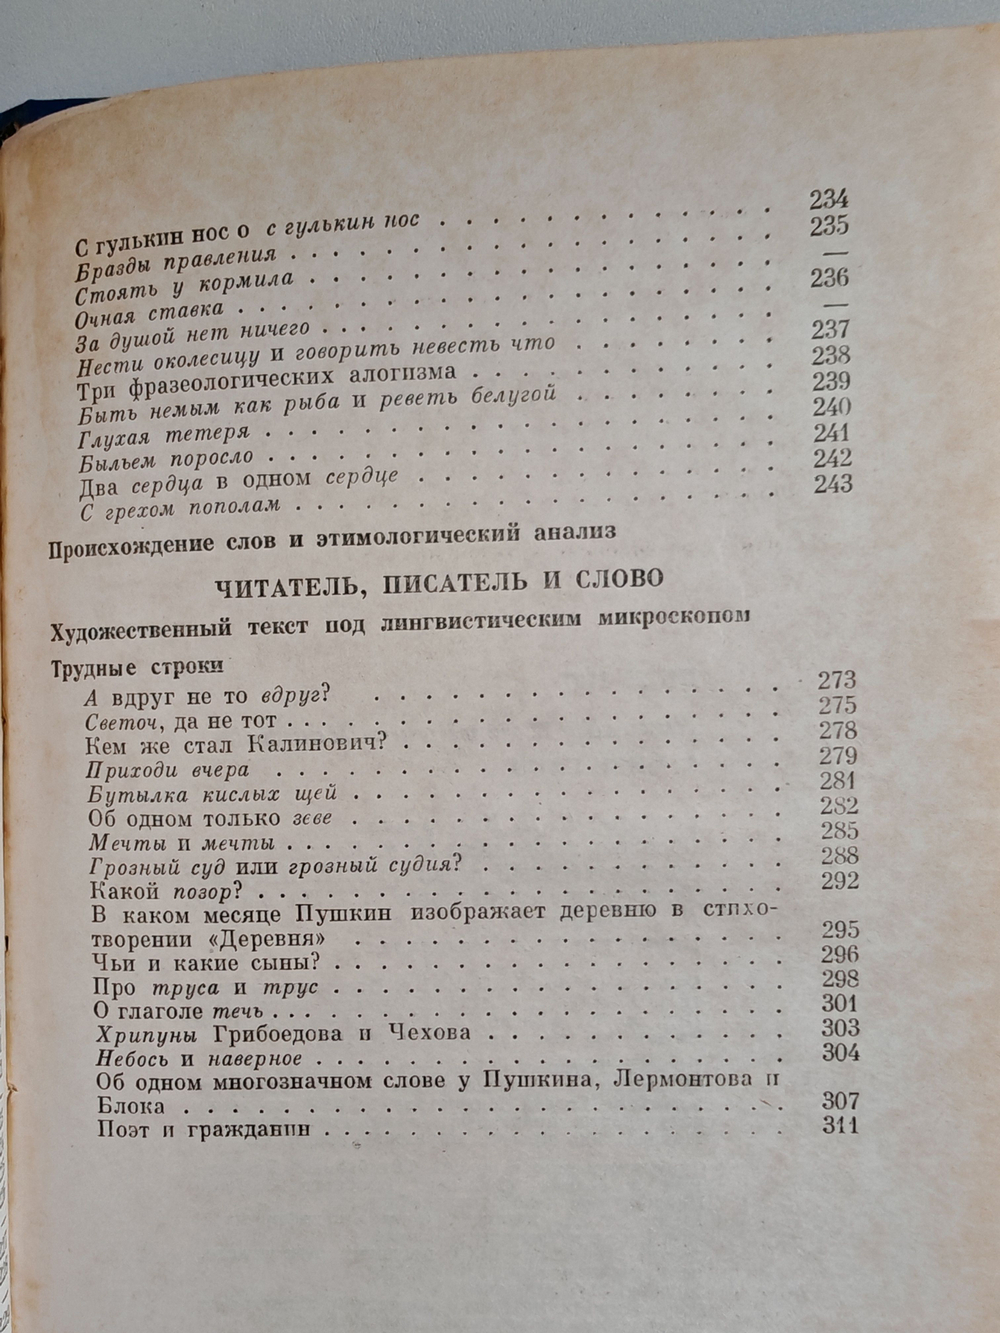 С гулькин нос о с гулькин нос . . . . . . . . . . . . . 234
Бразды правления . . . . . . . . . . . . . . . . . . . 235
Стоять у кормила . . . . . . . . . . . . . . . . . . . —
Очная ставка . . . . . . . . . . . . . . . . . . . . . 236
За душой нет ничего . . . . . . . . . . . . . . . . . . —
Нести околесицу и говорить невесть что . . . . . . . . 237
Три фразеологических алогизма . . . . . . . . . . . . 238
Быть немым как рыба и реветь белугой . . . . . . . . 239
Глухая тетеря . . . . . . . . . . . . . . . . . . . . . 240
Быльем поросло . . . . . . . . . . . . . . . . . . . . 241
Два сердца в одном сердце . . . . . . . . . . . . . . 242
С грехом пополам . . . . . . . . . . . . . . . . . . . 243
Происхождение слов и этимологический анализ
ЧИТАТЕЛЬ, ПИСАТЕЛЬ И СЛОВО
Художественный текст под лингвистическим микроскопом
Трудные строки
А вдруг не то вдруг? . . . . . . . . . . . . . . . . . 273
Светоч, да не тот . . . . . . . . . . . . . . . . . . . . 275
Кем же стал Калинович? . . . . . . . . . . . . . . . 278
Приходи вчера . . . . . . . . . . . . . . . . . . . . 279
Бутылка кислых щей . . . . . . . . . . . . . . . . . 281
Об одном только зеве . . . . . . . . . . . . . . . . . 282
Мечты и мечты . . . . . . . . . . . . . . . . . . . . 285
Грозный суд или грозный судия? . . . . . . . . . . . . 288
Какой позор? . . . . . . . . . . . . . . . . . . . . . 292
В каком месяце Пушкин изображает деревню в стихо-
творении «Деревня» . . . . . . . . . . . . . . . . . 295
Чьи и какие сыны? . . . . . . . . . . . . . . . . . . 296
Про труса и трус . . . . . . . . . . . . . . . . . . 298
О глаголе течь . . . . . . . . . . . . . . . . . . . . . 301
Хрипуны Грибоедова и Чехова . . . . . . . . . . . . 303
Небось и наверное . . . . . . . . . . . . . . . . . . . 304
Об одном многозначном слове у Пушкина, Лермонтова и
Блока . . . . . . . . . . . . . . . . . . . . . . . . . 307
Поэт и гражданин . . . . . . . . . . . . . . . . . . . 311